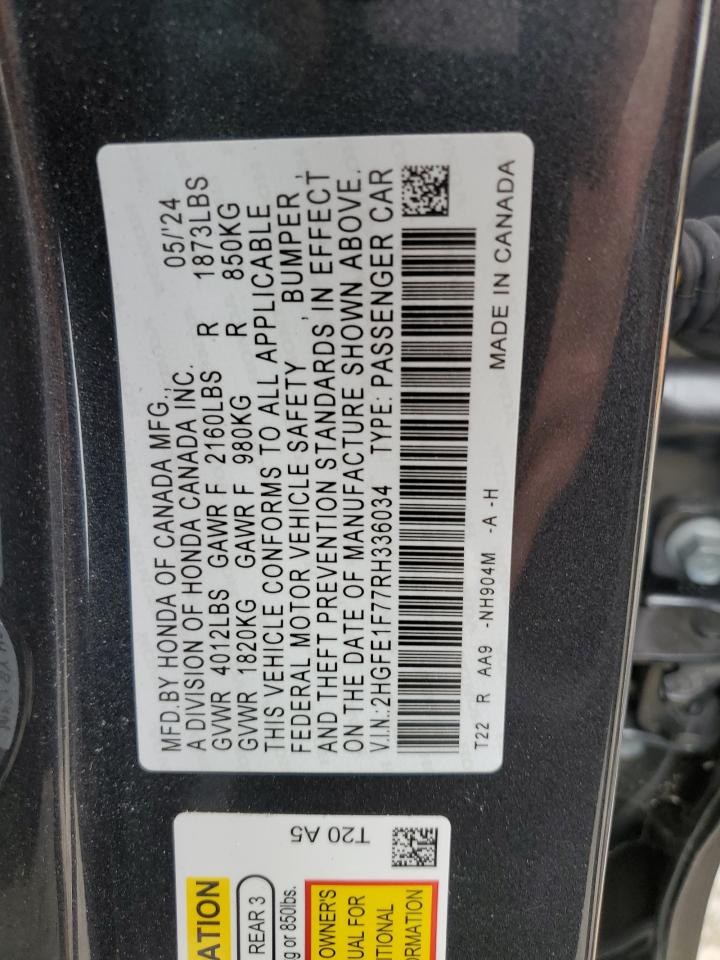 MFD.BY HONDA OF CANADA MFG.,
A DIVISION OF HONDA CANADA INC. 05/'24
GVWR 4012LBS GAWR F 2160LBS R 1873LBS
GVWR 1820KG GAWR F 980KG R 850KG
THIS VEHICLE CONFORMS TO ALL APPLICABLE
FEDERAL MOTOR VEHICLE SAFETY , BUMPER ,
AND THEFT PREVENTION STANDARDS IN EFFECT
ON THE DATE OF MANUFACTURE SHOWN ABOVE.
V.I.N.:2HGFE1F77RH336034 TYPE: PASSENGER CAR
T22 R AA9 -NH904M -A -H
MADE IN CANADA
T20 A5
ATION
REAR 3
g or 850lbs.
OWNER'S
UAL FOR
TIONAL
RMATION